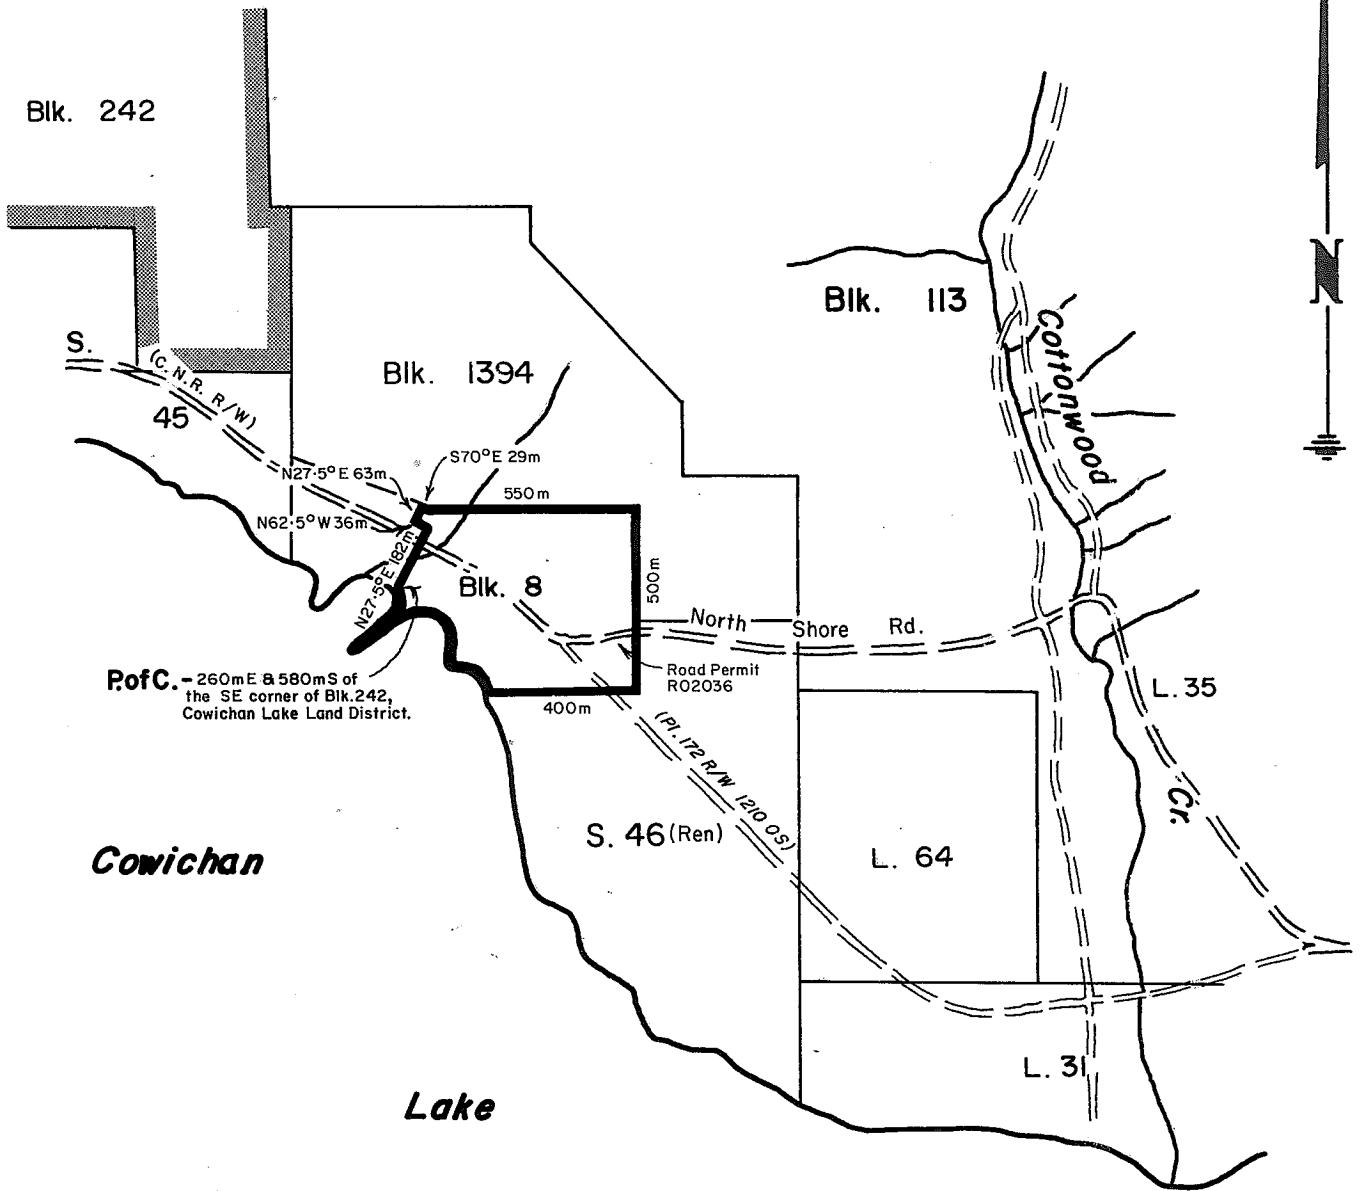 Blk. 242
N
Blk. 113
S.
(C. N. R. R/W)
45
Blk. 1394
Cottonwood
S70°E 29m
N27·5°E 63m
550m
N62·5°W 36m
N27·5°E 182m
Blk. 8
500m
North Shore Rd.
P. of C. - 260mE & 580mS of
the SE corner of Blk.242,
Cowichan Lake Land District.
Road Permit
R02036
400m
L. 35
(Pl. 172 R/W 1210 OS)
Cr.
S. 46 (Ren)
L. 64
Cowichan
L. 31
Lake